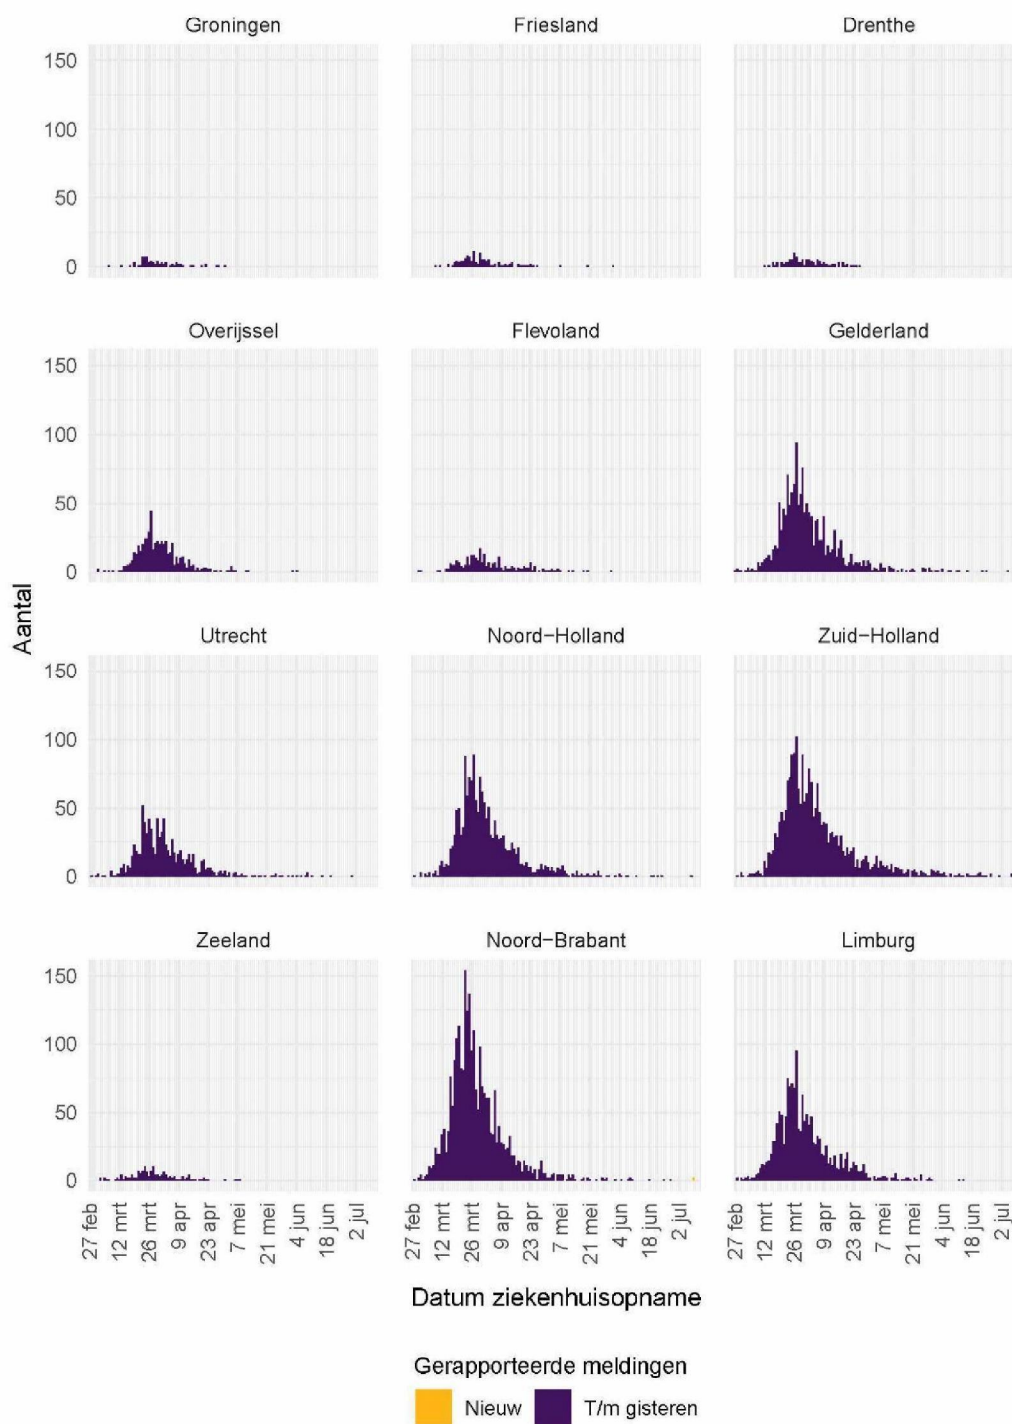 Groningen Friesland Drenthe
150
100
50
0
Overijssel Flevoland Gelderland
150
100
50
0
Aantal
Utrecht Noord-Holland Zuid-Holland
150
100
50
0
Zeeland Noord-Brabant Limburg
150
100
50
0
27 feb 12 mrt 26 mrt 9 apr 23 apr 7 mei 21 mei 4 jun 18 jun 2 jul 27 feb 12 mrt 26 mrt 9 apr 23 apr 7 mei 21 mei 4 jun 18 jun 2 jul 27 feb 12 mrt 26 mrt 9 apr 23 apr 7 mei 21 mei 4 jun 18 jun 2 jul
Datum ziekenhuisopname
Gerapporteerde meldingen
Nieuw T/m gisteren